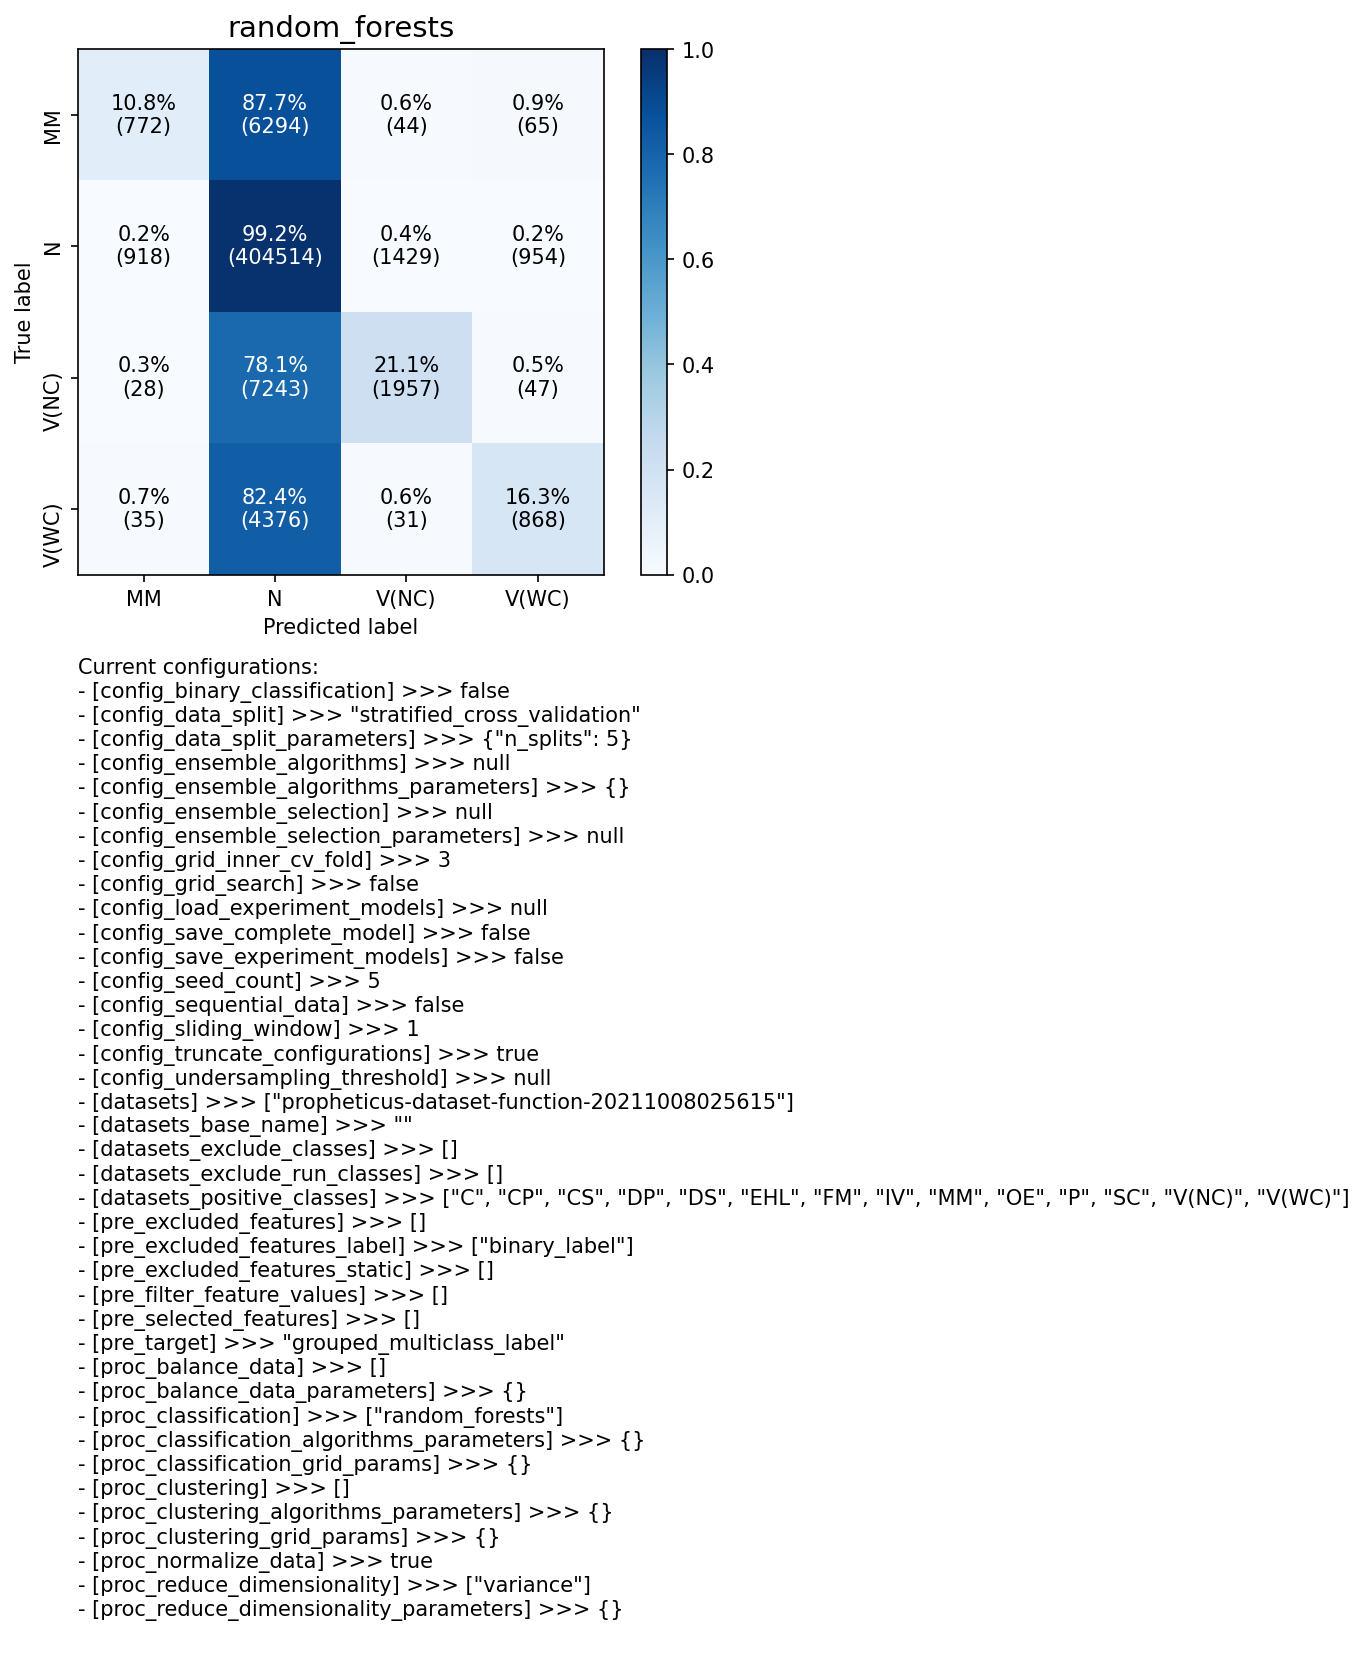 random_forests
10.8% 87.7% 0.6% 0.9%
(772) (6294) (44) (65)
0.2% 99.2% 0.4% 0.2%
(918) (404514) (1429) (954)
0.3% 78.1% 21.1% 0.5%
(28) (7243) (1957) (47)
0.7% 82.4% 0.6% 16.3%
(35) (4376) (31) (868)
MM
N
V(NC)
V(WC)
True label
MM N V(NC) V(WC)
Predicted label
1.0
0.8
0.6
0.4
0.2
0.0
Current configurations:
- [config_binary_classification] >>> false
- [config_data_split] >>> "stratified_cross_validation"
- [config_data_split_parameters] >>> {"n_splits": 5}
- [config_ensemble_algorithms] >>> null
- [config_ensemble_algorithms_parameters] >>> {}
- [config_ensemble_selection] >>> null
- [config_ensemble_selection_parameters] >>> null
- [config_grid_inner_cv_fold] >>> 3
- [config_grid_search] >>> false
- [config_load_experiment_models] >>> null
- [config_save_complete_model] >>> false
- [config_save_experiment_models] >>> false
- [config_seed_count] >>> 5
- [config_sequential_data] >>> false
- [config_sliding_window] >>> 1
- [config_truncate_configurations] >>> true
- [config_undersampling_threshold] >>> null
- [datasets] >>> ["propheticus-dataset-function-20211008025615"]
- [datasets_base_name] >>> ""
- [datasets_exclude_classes] >>> []
- [datasets_exclude_run_classes] >>> []
- [datasets_positive_classes] >>> ["C", "CP", "CS", "DP", "DS", "EHL", "FM", "IV", "MM", "OE", "P", "SC", "V(NC)", "V(WC)"]
- [pre_excluded_features] >>> []
- [pre_excluded_features_label] >>> ["binary_label"]
- [pre_excluded_features_static] >>> []
- [pre_filter_feature_values] >>> []
- [pre_selected_features] >>> []
- [pre_target] >>> "grouped_multiclass_label"
- [proc_balance_data] >>> []
- [proc_balance_data_parameters] >>> {}
- [proc_classification] >>> ["random_forests"]
- [proc_classification_algorithms_parameters] >>> {}
- [proc_classification_grid_params] >>> {}
- [proc_clustering] >>> []
- [proc_clustering_algorithms_parameters] >>> {}
- [proc_clustering_grid_params] >>> {}
- [proc_normalize_data] >>> true
- [proc_reduce_dimensionality] >>> ["variance"]
- [proc_reduce_dimensionality_parameters] >>> {}